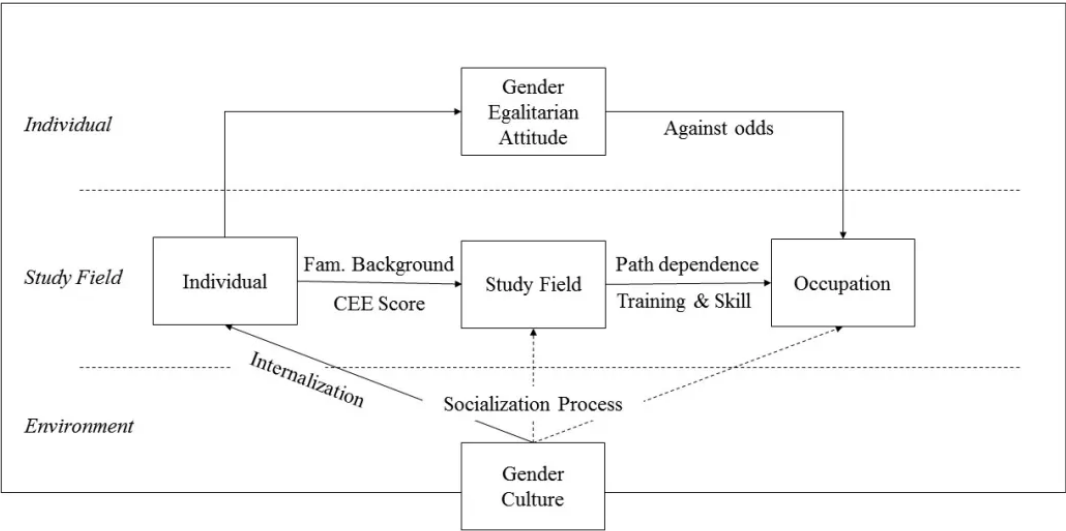 Gender
Egalitarian
Attitude
Individual
Against odds
Study Field
Individual
Fam. Background
CEE Score
Study Field
Path dependence
Training & Skill
Occupation
Internalization
Socialization Process
Environment
Gender
Culture